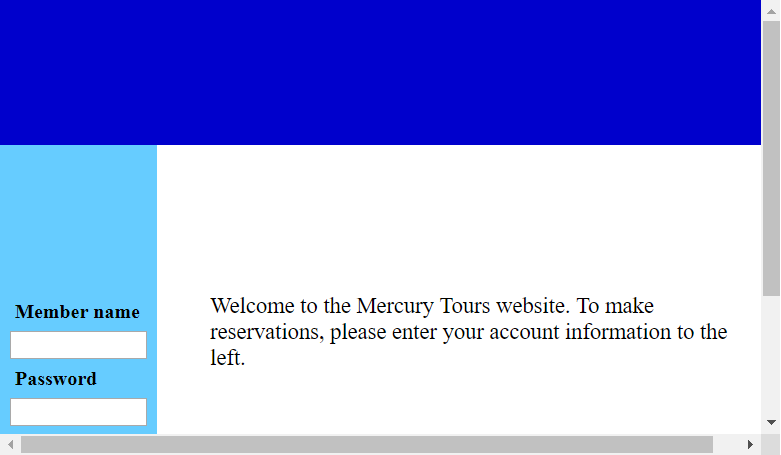 Member name
Password
Welcome to the Mercury Tours website. To make
reservations, please enter your account information to the
left.